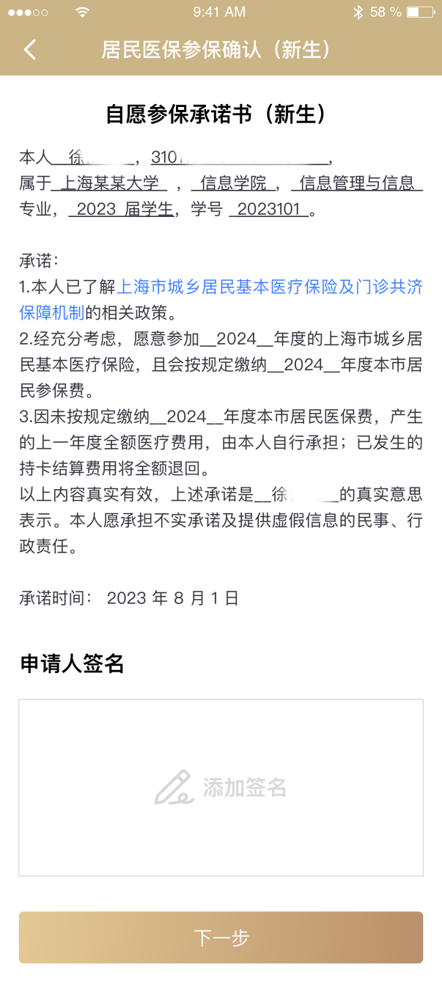 9:41 AM
58 %
居民医保参保确认（新生）
自愿参保承诺书（新生）
本人__徐 ，310 ，
属于 上海某某大学 ， 信息学院 ， 信息管理与信息
专业， 2023 届学生，学号 2023101 。
承诺：
1.本人已了解上海市城乡居民基本医疗保险及门诊共济
保障机制的相关政策。
2.经充分考虑，愿意参加__2024__年度的上海市城乡居
民基本医疗保险，且会按规定缴纳__2024__年度本市居
民参保费。
3.因未按规定缴纳__2024__年度本市居民医保费，产生
的上一年度全额医疗费用，由本人自行承担；已发生的
持卡结算费用将全额退回。
以上内容真实有效，上述承诺是__徐 __的真实意思
表示。本人愿承担不实承诺及提供虚假信息的民事、行
政责任。
承诺时间： 2023 年 8 月 1 日
申请人签名
添加签名
下一步